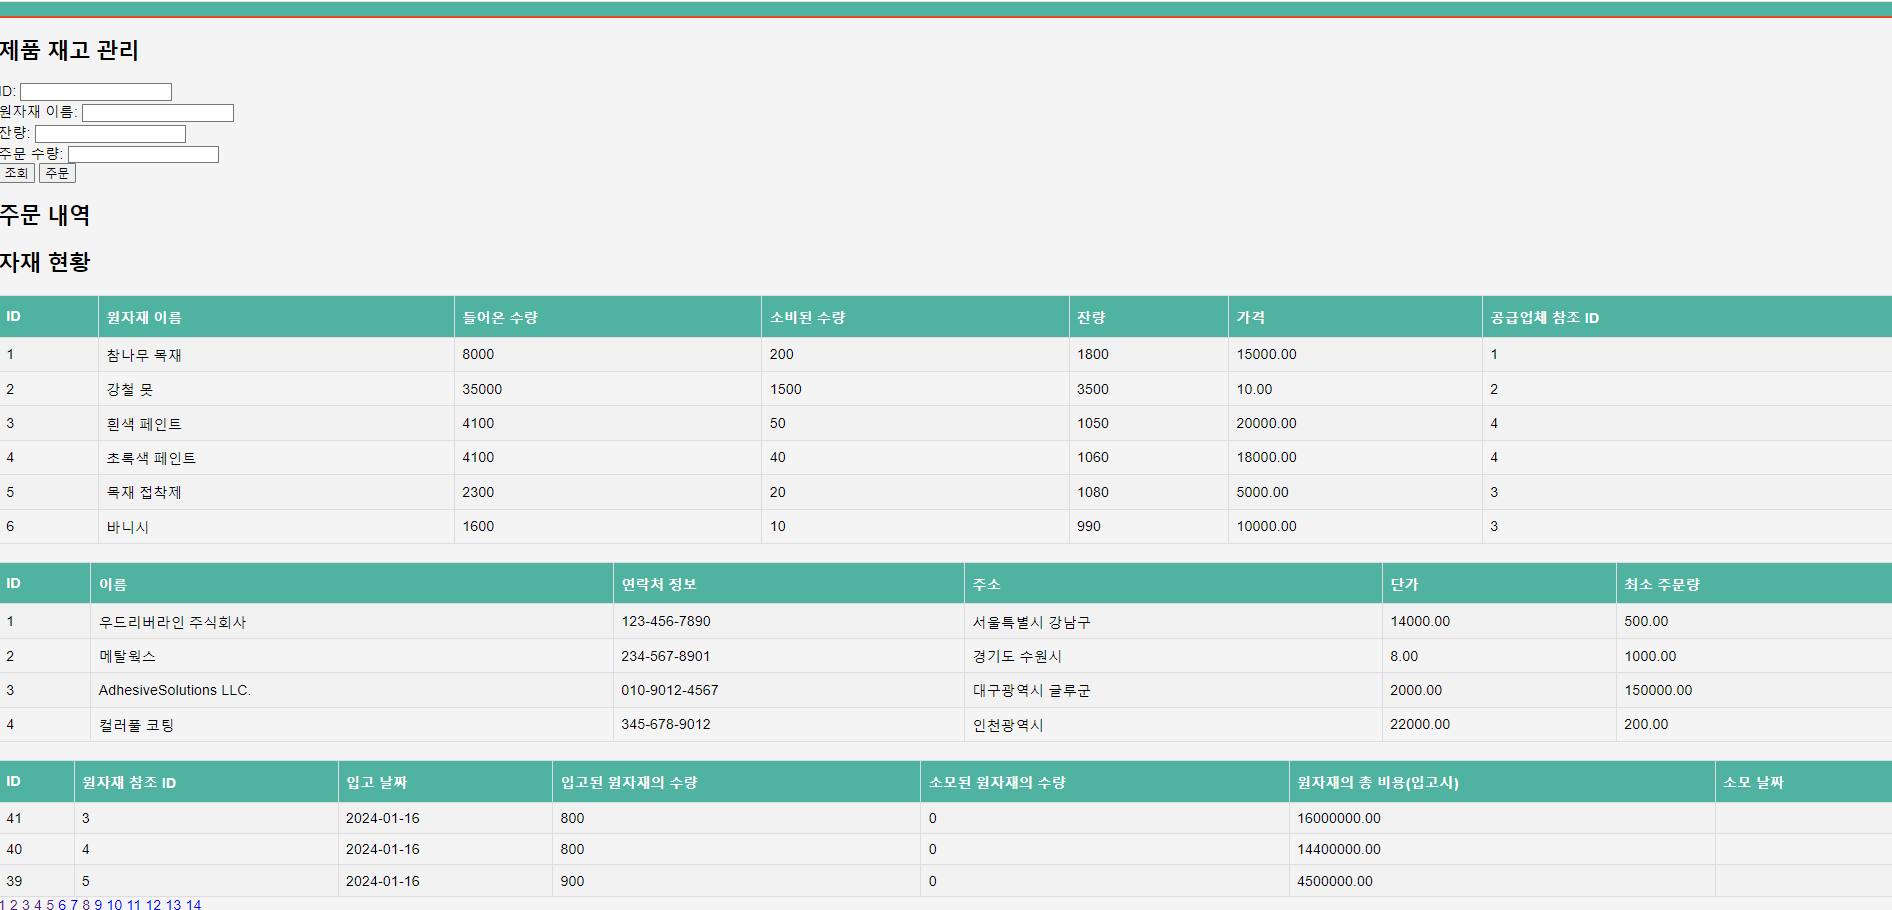 제품 재고 관리
ID:
원자재 이름:
잔량:
주문 수량:
조회 주문
주문 내역
자재 현황
ID 원자재 이름 들어온 수량 소비된 수량 잔량 가격 공급업체 참조 ID
1 참나무 목재 8000 200 1800 15000.00 1
2 강철 못 35000 1500 3500 10.00 2
3 흰색 페인트 4100 50 1050 20000.00 4
4 초록색 페인트 4100 40 1060 18000.00 4
5 목재 접착제 2300 20 1080 5000.00 3
6 바니시 1600 10 990 10000.00 3
ID 이름 연락처 정보 주소 단가 최소 주문량
1 우드리버라인 주식회사 123-456-7890 서울특별시 강남구 14000.00 500.00
2 메탈웍스 234-567-8901 경기도 수원시 8.00 1000.00
3 AdhesiveSolutions LLC. 010-9012-4567 대구광역시 글루군 2000.00 150000.00
4 컬러풀 코팅 345-678-9012 인천광역시 22000.00 200.00
ID 원자재 참조 ID 입고 날짜 입고된 원자재의 수량 소모된 원자재의 수량 원자재의 총 비용(입고시) 소모 날짜
41 3 2024-01-16 800 0 16000000.00
40 4 2024-01-16 800 0 14400000.00
39 5 2024-01-16 900 0 4500000.00
1 2 3 4 5 6 7 8 9 10 11 12 13 14